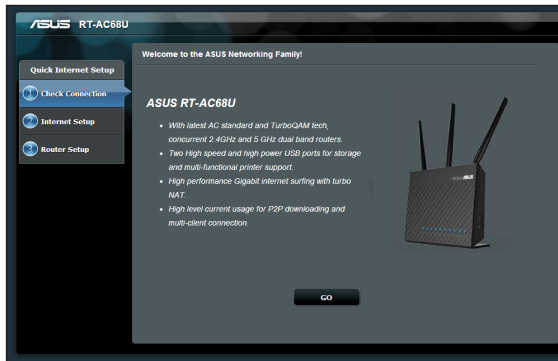 ASUS RT-AC68U
Welcome to the ASUS Networking Family!
Quick Internet Setup
1 Check Connection
2 Internet Setup
3 Router Setup
ASUS RT-AC68U
• With latest AC standard and TurboQAM tech,
concurrent 2.4GHz and 5 GHz dual band routers.
• Two High speed and high power USB ports for storage
and multi-functional printer support.
• High performance Gigabit internet surfing with turbo
NAT.
• High level current usage for P2P downloading and
multi-client connection.
GO